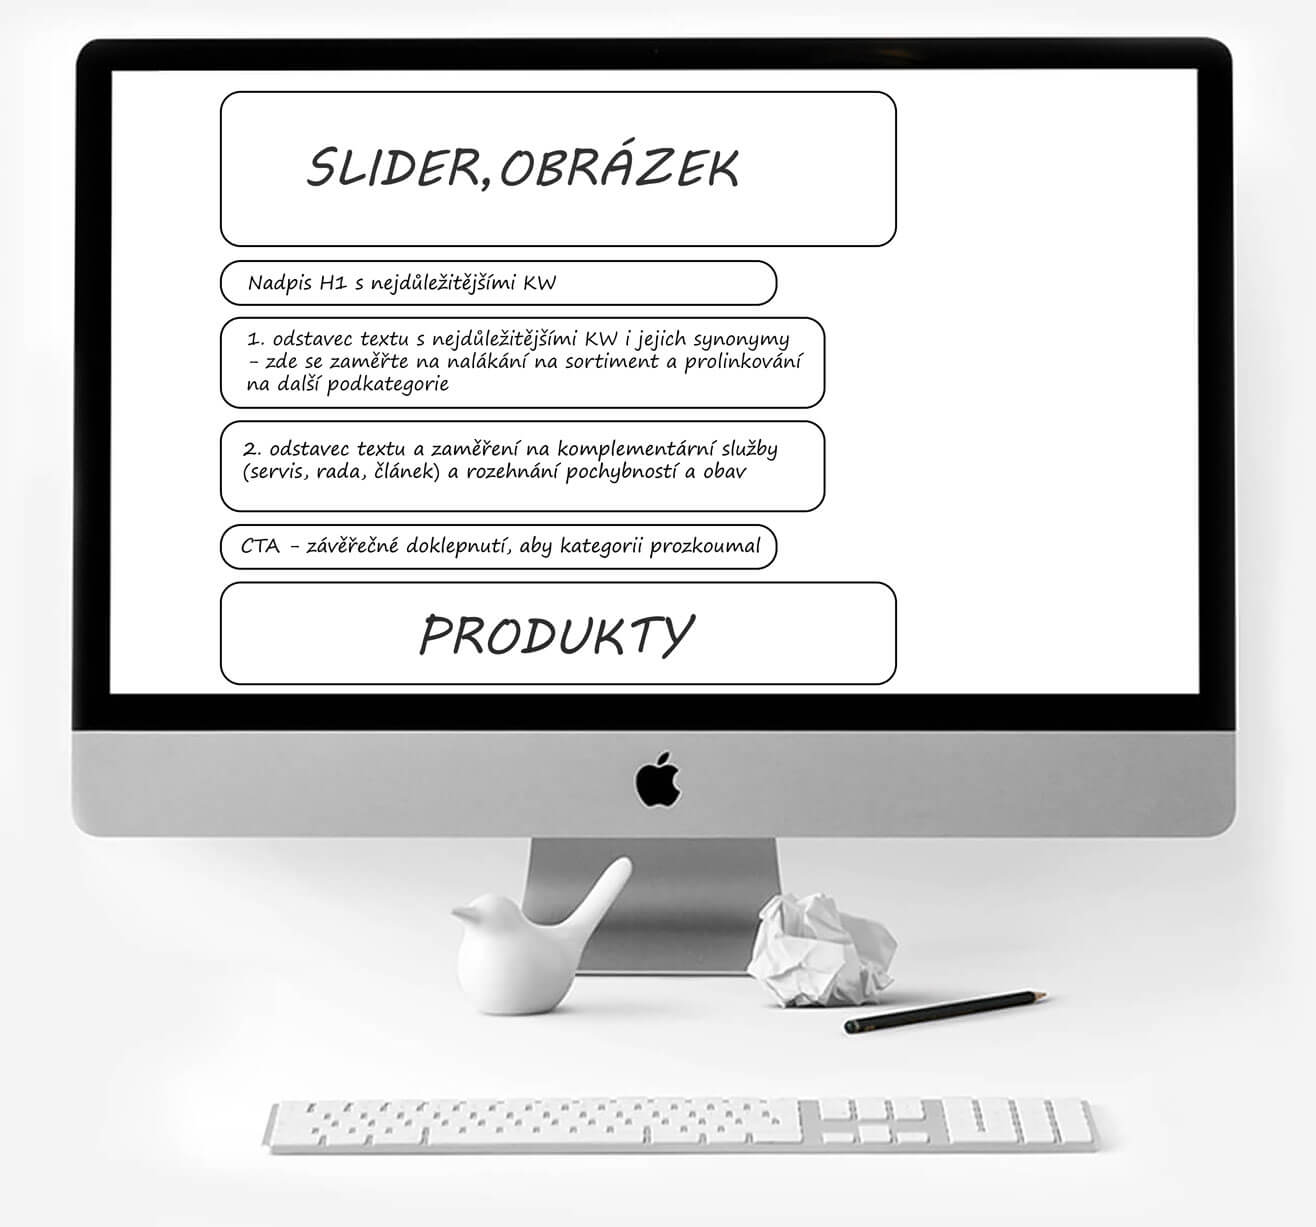 SLIDER, OBRÁZEK
Nadpis H1 s nejdůležitějšími KW
1. odstavec textu s nejdůležitějšími KW i jejich synonymy
- zde se zaměřte na nalákání na sortiment a prolinkování
na další podkategorie
2. odstavec textu a zaměření na komplementární služby
(servis, rada, článek) a rozehnání pochybností a obav
CTA - závěřečné doklepnutí, aby kategorii prozkoumal
PRODUKTY